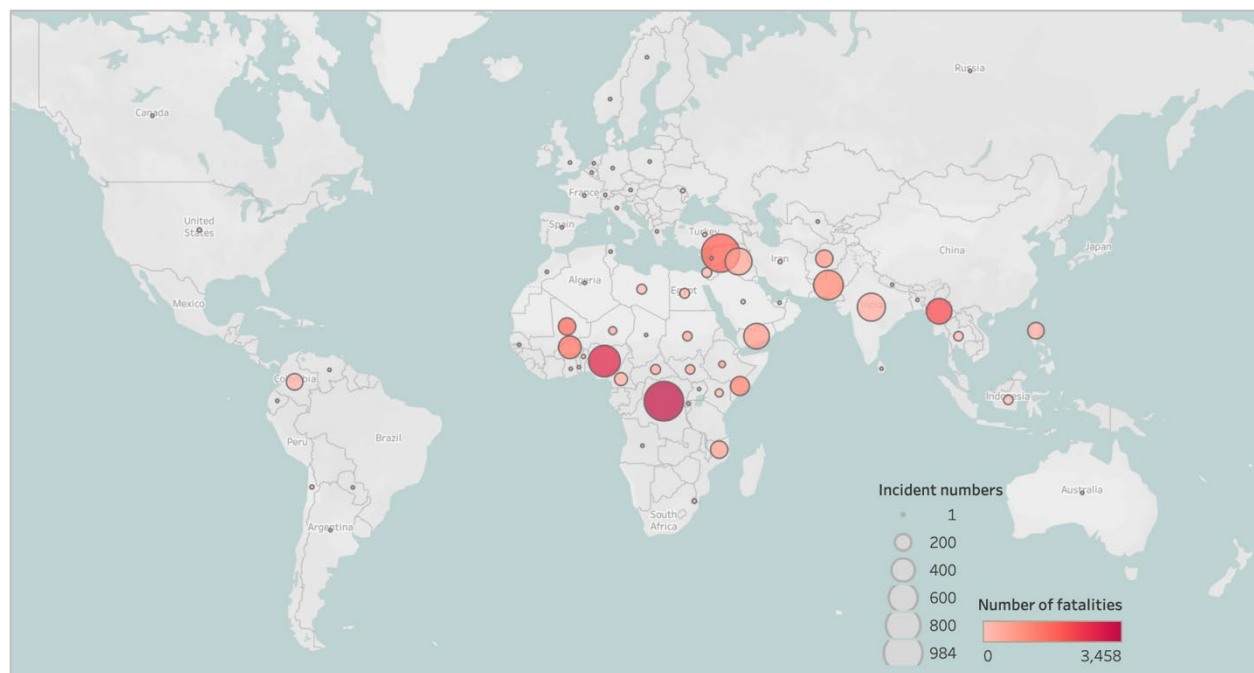 Russia
Canada
France
United
States
Spain
Turkey
Iran
China
Japan
Algeria
Egypt
Mexico
Colombia
Indonesia
Peru
Brazil
Australia
South
Africa
Argentina
Incident numbers
1
200
400
600
800
984
Number of fatalities
0
3,458